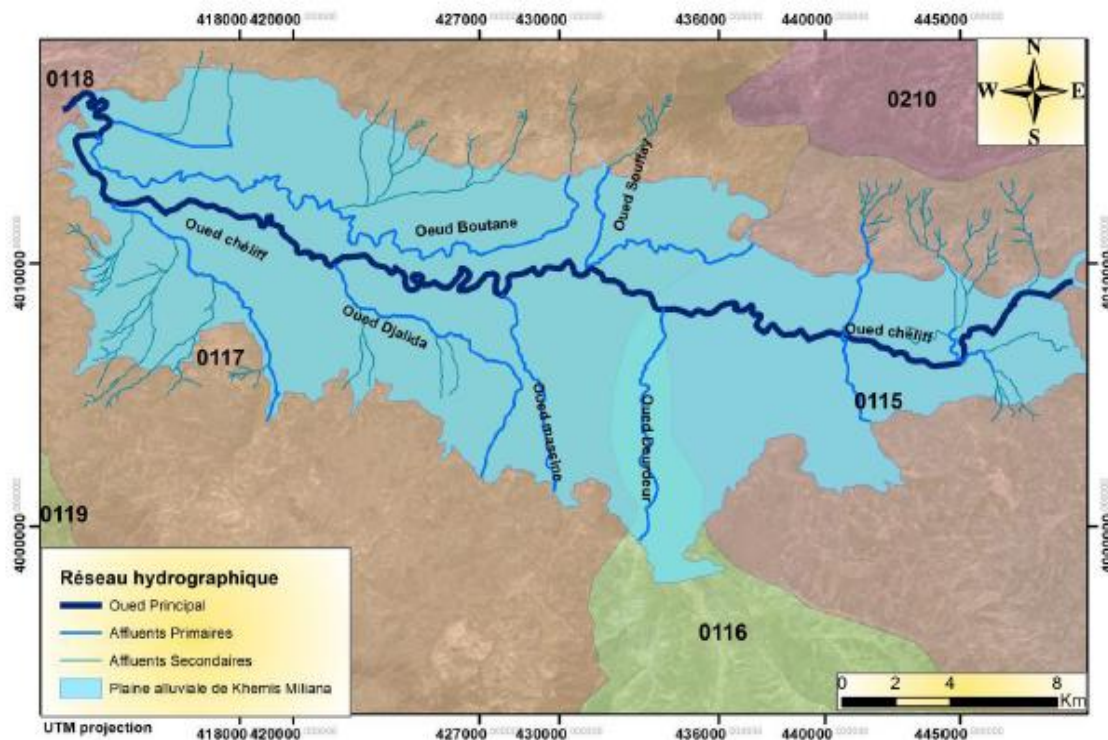 418000 420000 427000 430000 436000 440000 445000
N
W E
S
0118
0210
Oued Souffay
Oeud Boutane
Oued chéliff
4010000
4010000
Oued Djalida
Oued chéliff
0117
0115
Oued massine
Oued Deurdeur
0119
4000000
4000000
0116
Réseau hydrographique
Oued Principal
Affluents Primaires
Affluents Secondaires
Plaine alluviale de Khemis Miliana
0 2 4 8
Km
UTM projection
418000 420000 427000 430000 436000 440000 445000